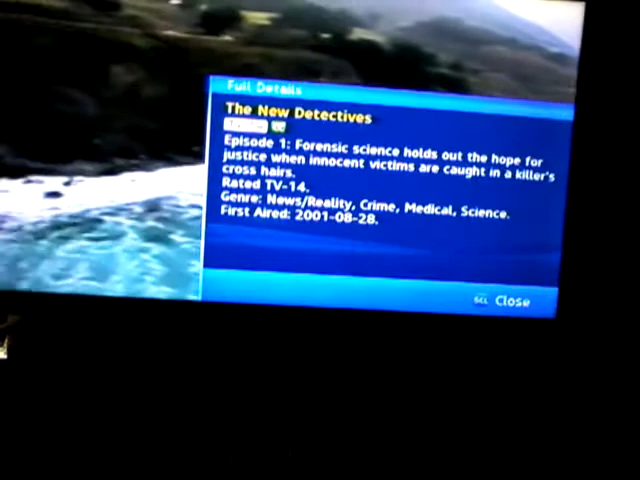 Full Details
The New Detectives
CC
Episode 1: Forensic science holds out the hope for
justice when innocent victims are caught in a killer's
cross hairs.
Rated TV-14.
Genre: News/Reality, Crime, Medical, Science.
First Aired: 2001-08-28.
SEL Close